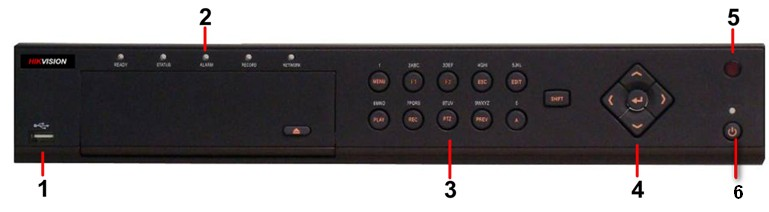 2
5
HIKVISION
READY STATUS ALARM RECORD NETWORK
1 2ABC 3DEF 4GHI 5JKL
MENU F1 F2 ESC EDIT
SHIFT
6MNO 7PQRS 8TUV 9WXYZ 0
PLAY REC PTZ PREV A
1
3
4
6